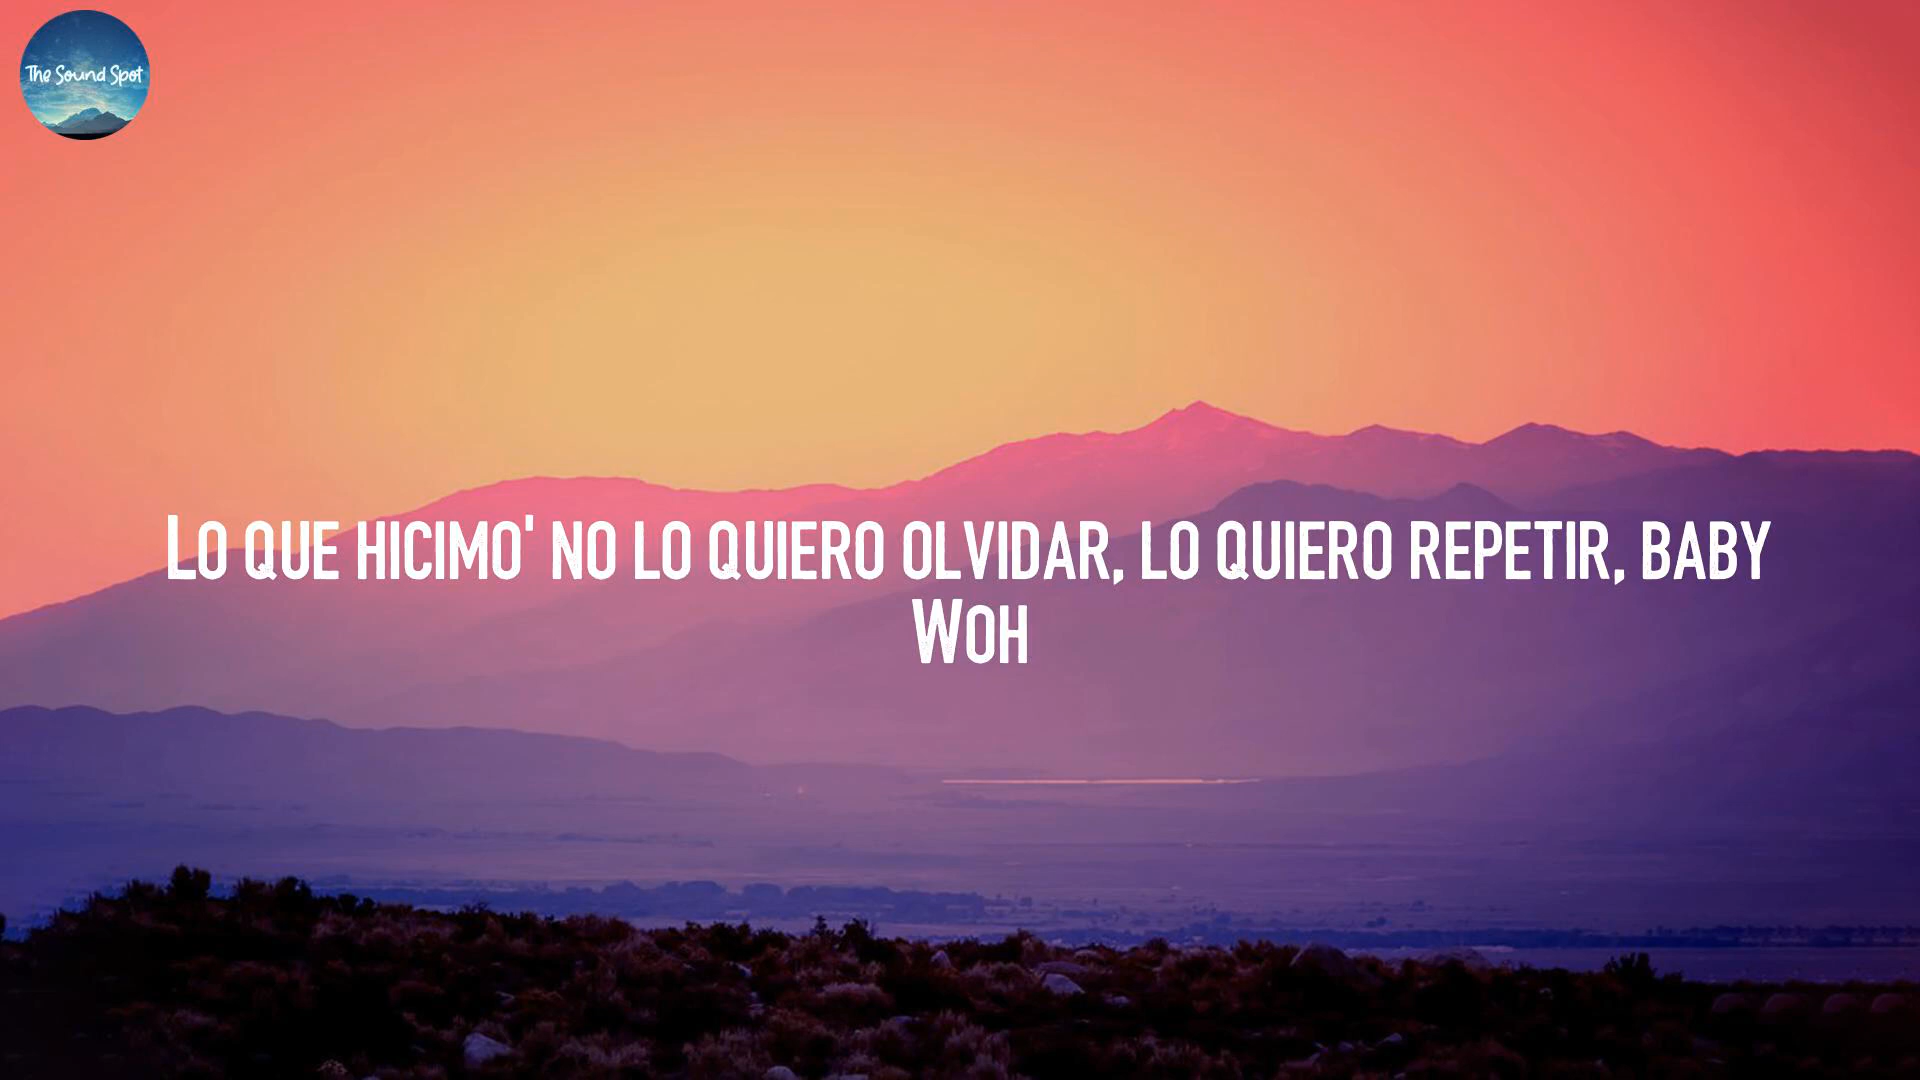 The Sound Spot
Lo que hicimo' no lo quiero olvidar, lo quiero repetir, baby
Woh